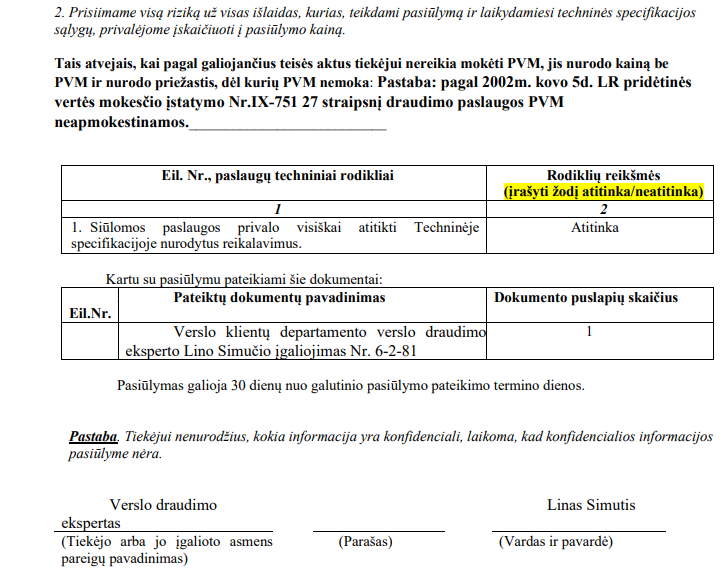 2. Prisiimame visą riziką už visas išlaidas, kurias, teikdami pasiūlymą ir laikydamiesi techninės specifikacijos
sąlygų, privalėjome įskaičiuoti į pasiūlymo kainą.
Tais atvejais, kai pagal galiojančius teisės aktus tiekėjui nereikia mokėti PVM, jis nurodo kainą be
PVM ir nurodo priežastis, dėl kurių PVM nemoka: Pastaba: pagal 2002m. kovo 5d. LR pridėtinės
vertės mokesčio įstatymo Nr.IX-751 27 straipsnį draudimo paslaugos PVM
neapmokestinamos.
Eil. Nr., paslaugų techniniai rodikliai
Rodiklių reikšmės
(įrašyti žodį atitinka/neatitinka)
1
2
1. Siūlomos paslaugos privalo visiškai atitikti Techninėje
specifikacijoje nurodytus reikalavimus.
Atitinka
Kartu su pasiūlymu pateikiami šie dokumentai:
Eil.Nr.
Pateiktų dokumentų pavadinimas
Dokumento puslapių skaičius
Verslo klientų departamento verslo draudimo
eksperto Lino Simučio įgaliojimas Nr. 6-2-81
1
Pasiūlymas galioja 30 dienų nuo galutinio pasiūlymo pateikimo termino dienos.
Pastaba. Tiekėjui nenurodžius, kokia informacija yra konfidenciali, laikoma, kad konfidencialios informacijos
pasiūlyme nėra.
Verslo draudimo
ekspertas
Linas Simutis
(Tiekėjo arba jo įgalioto asmens
pareigų pavadinimas)
(Parašas)
(Vardas ir pavardė)